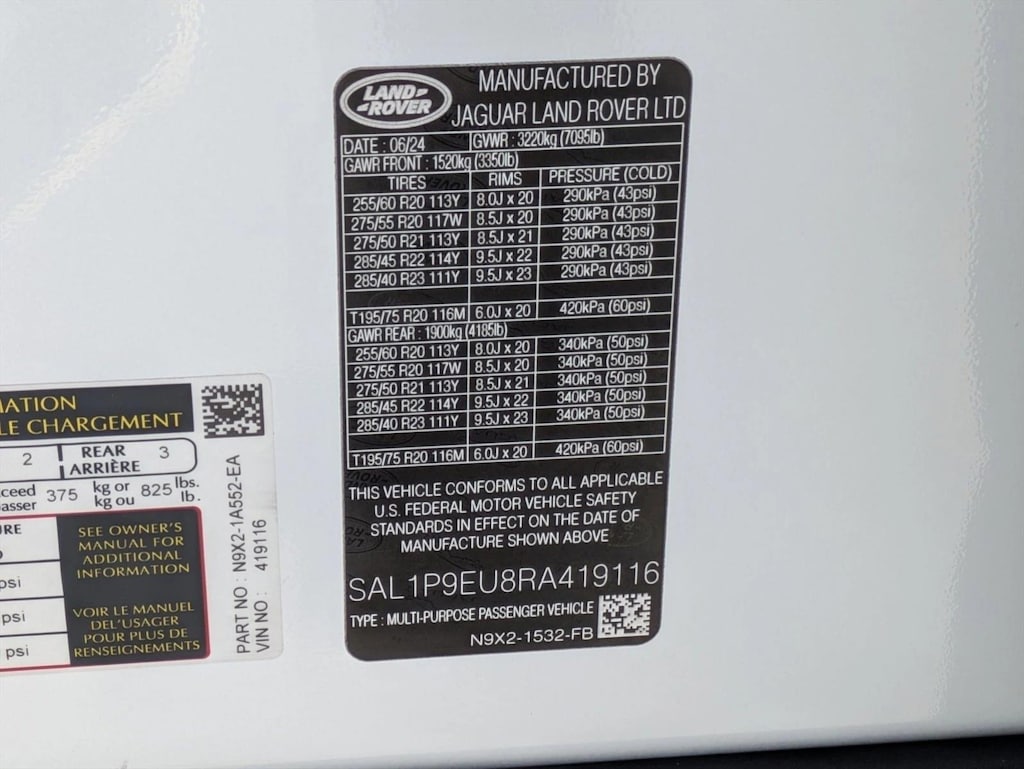 LAND-
-ROVER
MANUFACTURED BY
JAGUAR LAND ROVER LTD
DATE : 06/24 GVWR : 3220kg (7095lb)
GAWR FRONT : 1520kg (3350lb)
TIRES RIMS PRESSURE (COLD)
255/60 R20 113Y 8.0J x 20 290kPa (43psi)
275/55 R20 117W 8.5J x 20 290kPa (43psi)
275/50 R21 113Y 8.5J x 21 290kPa (43psi)
285/45 R22 114Y 9.5J x 22 290kPa (43psi)
285/40 R23 111Y 9.5J x 23 290kPa (43psi)
T195/75 R20 116M 6.0J x 20 420kPa (60psi)
GAWR REAR : 1900kg (4185lb)
255/60 R20 113Y 8.0J x 20 340kPa (50psi)
275/55 R20 117W 8.5J x 20 340kPa (50psi)
275/50 R21 113Y 8.5J x 21 340kPa (50psi)
285/45 R22 114Y 9.5J x 22 340kPa (50psi)
285/40 R23 111Y 9.5J x 23 340kPa (50psi)
T195/75 R20 116M 6.0J x 20 420kPa (60psi)
THIS VEHICLE CONFORMS TO ALL APPLICABLE
U.S. FEDERAL MOTOR VEHICLE SAFETY
STANDARDS IN EFFECT ON THE DATE OF
MANUFACTURE SHOWN ABOVE
SAL1P9EU8RA419116
TYPE : MULTI-PURPOSE PASSENGER VEHICLE
N9X2-1532-FB
IATION
LE CHARGEMENT
2 REAR 3
ARRIÈRE
ceed 375 kg or 825 lbs.
passer kg ou lb.
URE
SEE OWNER'S
MANUAL FOR
ADDITIONAL
INFORMATION
psi
psi
psi
VOIR LE MANUEL
DEL'USAGER
POUR PLUS DE
RENSEIGNEMENTS
PART NO : N9X2-1A552-EA
VIN NO : 419116